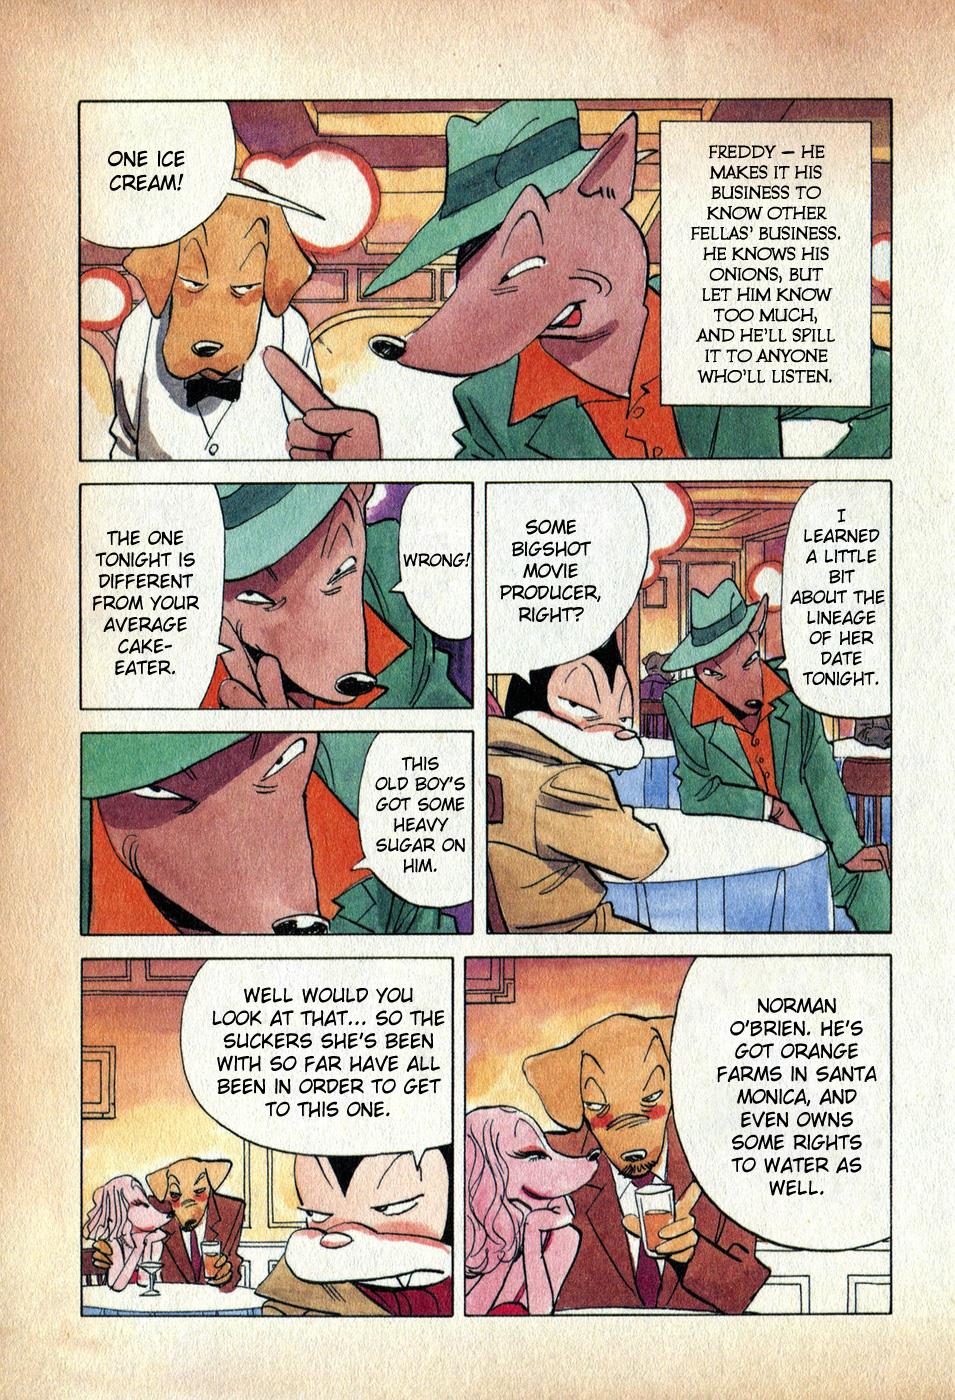 FREDDY — HE
MAKES IT HIS
BUSINESS TO
KNOW OTHER
FELLAS' BUSINESS.
HE KNOWS HIS
ONIONS, BUT
LET HIM KNOW
TOO MUCH,
AND HE'LL SPILL
IT TO ANYONE
WHO'LL LISTEN.
ONE ICE
CREAM!
I
LEARNED
A LITTLE
BIT
ABOUT THE
LINEAGE
OF HER
DATE
TONIGHT.
SOME
BIGSHOT
MOVIE
PRODUCER,
RIGHT?
WRONG!
THE ONE
TONIGHT IS
DIFFERENT
FROM YOUR
AVERAGE
CAKE-
EATER.
THIS
OLD BOY'S
GOT SOME
HEAVY
SUGAR ON
HIM.
NORMAN
O'BRIEN. HE'S
GOT ORANGE
FARMS IN SANTA
MONICA, AND
EVEN OWNS
SOME RIGHTS
TO WATER AS
WELL.
WELL WOULD YOU
LOOK AT THAT... SO THE
SUCKERS SHE'S BEEN
WITH SO FAR HAVE ALL
BEEN IN ORDER TO GET
TO THIS ONE.